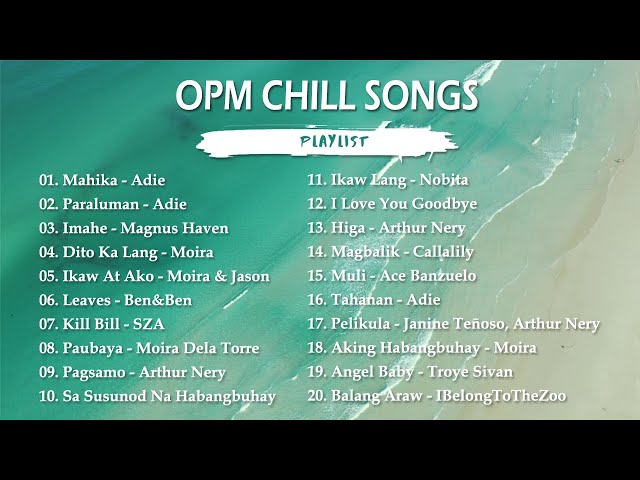 OPM CHILL SONGS
PLAYLIST
01. Mahika - Adie
02. Paraluman - Adie
03. Imahe - Magnus Haven
04. Dito Ka Lang - Moira
05. Ikaw At Ako - Moira & Jason
06. Leaves - Ben&Ben
07. Kill Bill - SZA
08. Paubaya - Moira Dela Torre
09. Pagsamo - Arthur Nery
10. Sa Susunod Na Habangbuhay
11. Ikaw Lang - Nobita
12. I Love You Goodbye
13. Higa - Arthur Nery
14. Magbalik - Callalily
15. Muli - Ace Banzuelo
16. Tahanan - Adie
17. Pelikula - Janine Teñoso, Arthur Nery
18. Aking Habangbuhay - Moira
19. Angel Baby - Troye Sivan
20. Balang Araw - IBelongToTheZoo